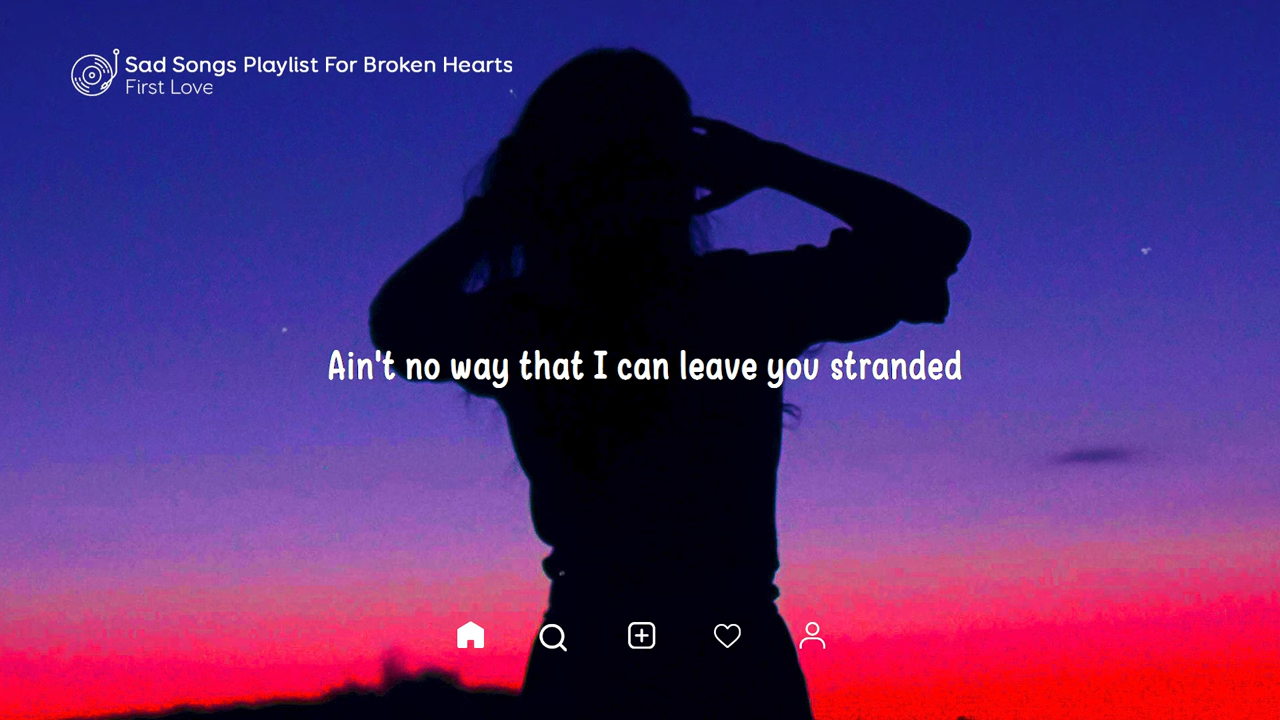 Sad Songs Playlist For Broken Hearts
First Love
Ain't no way that I can leave you stranded